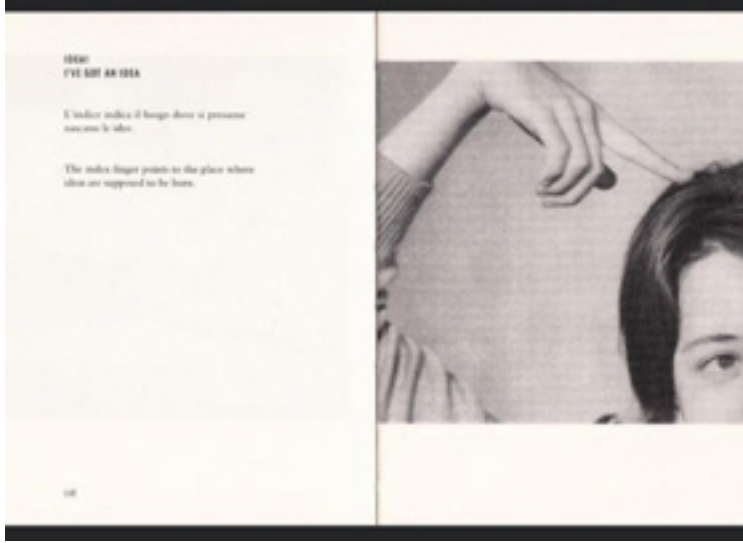 IDEA!
I'VE GOT AN IDEA
L'indice indica il luogo dove si presume
nascano le idee.
The index finger points to the place where
ideas are supposed to be born.